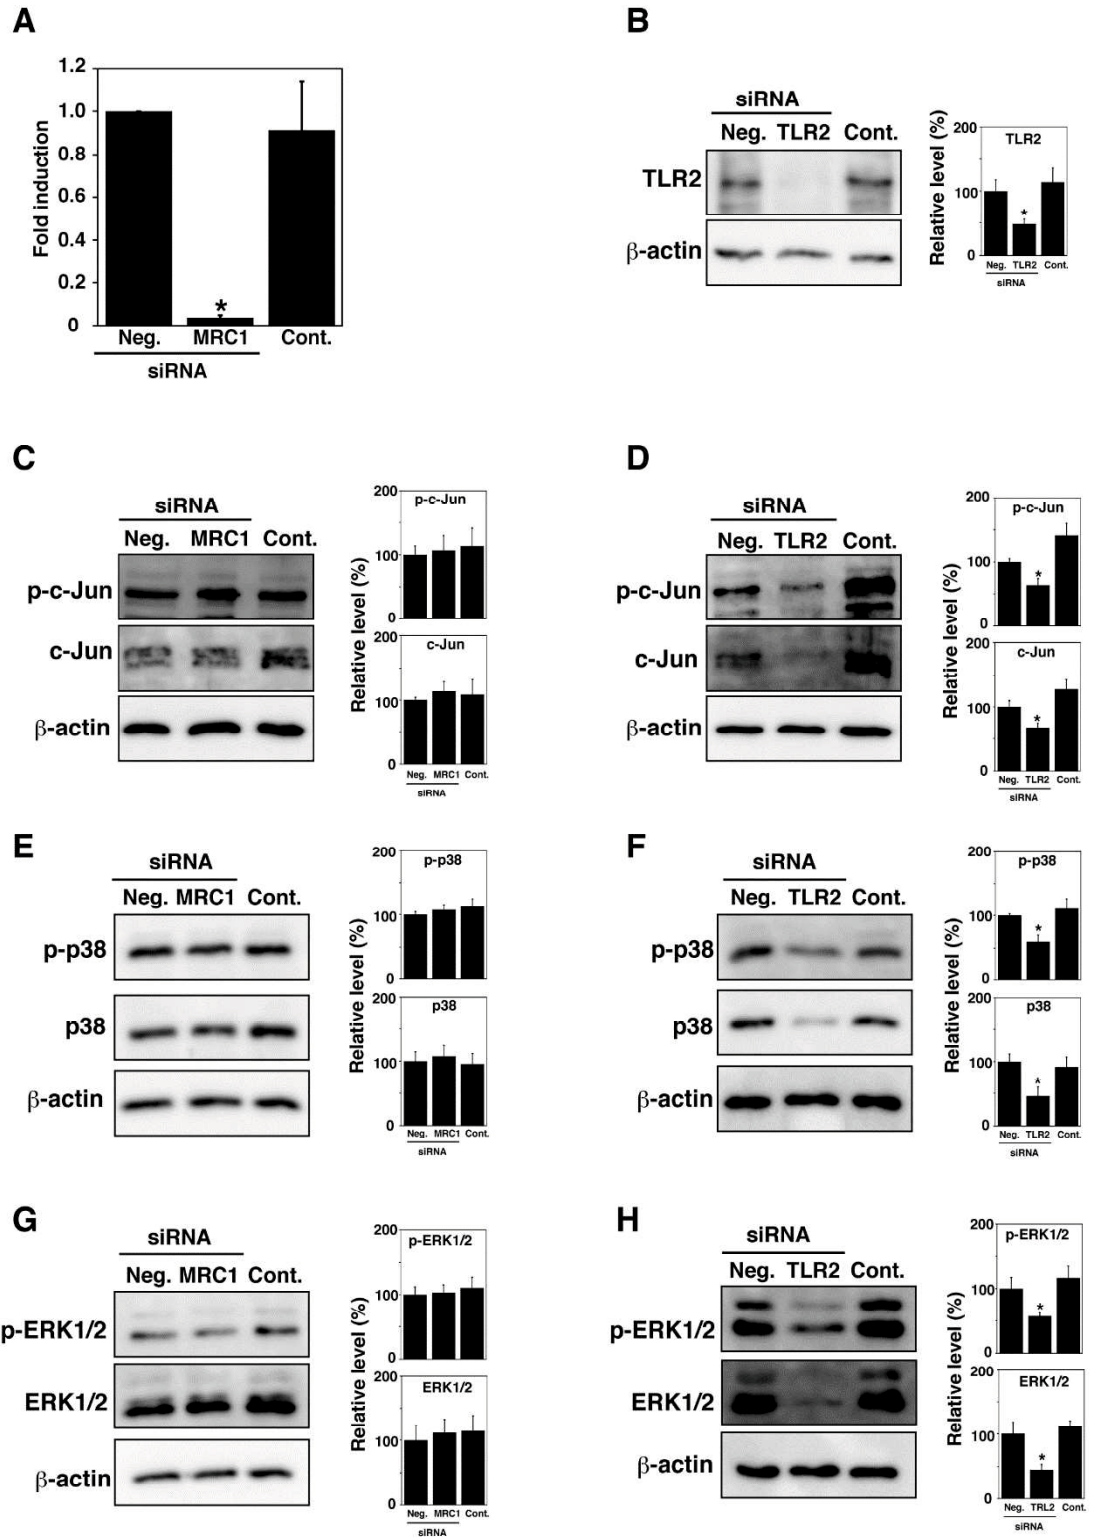 A
Fold induction
1.2
1.0
0.8
0.6
0.4
0.2
0
*
Neg. MRC1 Cont.
siRNA
B
siRNA
Neg. TLR2 Cont.
TLR2
β-actin
Relative level (%)
200
100
0
TLR2
*
Neg. TLR2 Cont.
siRNA
C
siRNA
Neg. MRC1 Cont.
p-c-Jun
c-Jun
β-actin
Relative level (%)
200
100
0
p-c-Jun
200
100
0
c-Jun
Neg. MRC1 Cont.
siRNA
D
siRNA
Neg. TLR2 Cont.
p-c-Jun
c-Jun
β-actin
Relative level (%)
200
100
0
p-c-Jun
*
200
100
0
c-Jun
*
Neg. TLR2 Cont.
siRNA
E
siRNA
Neg. MRC1 Cont.
p-p38
p38
β-actin
Relative level (%)
200
100
0
p-p38
200
100
0
p38
Neg. MRC1 Cont.
siRNA
F
siRNA
Neg. TLR2 Cont.
p-p38
p38
β-actin
Relative level (%)
200
100
0
p-p38
*
200
100
0
p38
*
Neg. TLR2 Cont.
siRNA
G
siRNA
Neg. MRC1 Cont.
p-ERK1/2
ERK1/2
β-actin
Relative level (%)
200
100
0
p-ERK1/2
200
100
0
ERK1/2
Neg. MRC1 Cont.
siRNA
H
siRNA
Neg. TLR2 Cont.
p-ERK1/2
ERK1/2
β-actin
Relative level (%)
200
100
0
p-ERK1/2
*
200
100
0
ERK1/2
*
Neg. TRL2 Cont.
siRNA